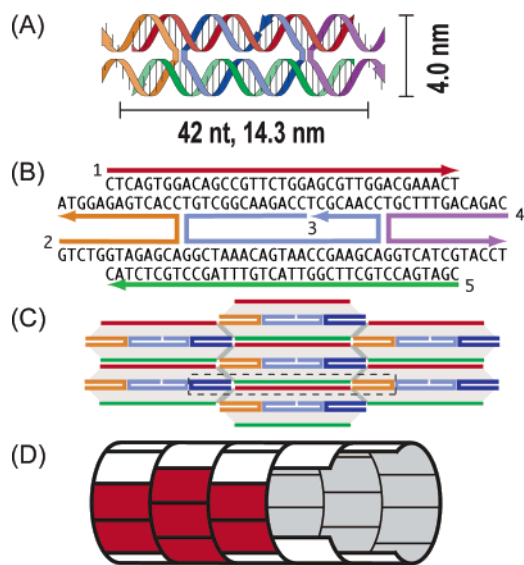 (A)
4.0 nm
42 nt, 14.3 nm
(B)
1
CTCAGTGGACAGCCGTTCTGGAGCGTTGGACGAAACT
ATGGAGAGTCACCTGTCGGCAAGACCTCGCAACCTGCTTTGACAGAC
3
4
2
GTCTGGTAGAGCAGGCTAAACAGTAACCGAAGCAGGTCATCGTACCT
CATCTCGTCCGATTTGTCATTGGCTTCGTCCAGTAGC
5
(C)
(D)